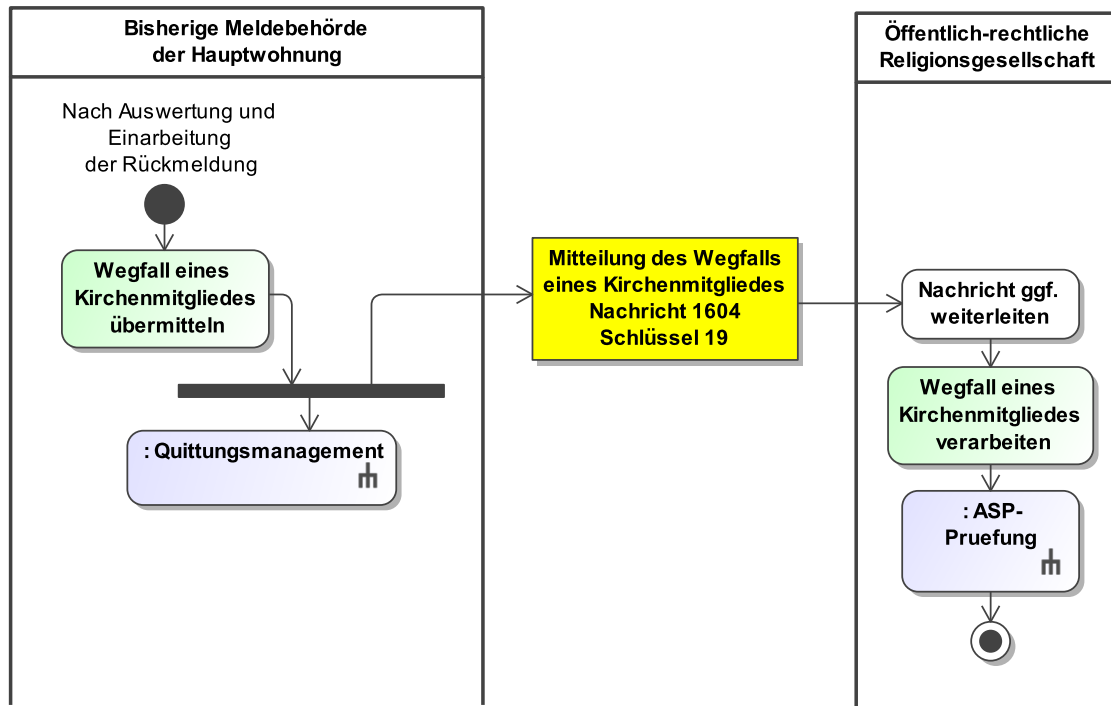 Bisherige Meldebehörde
der Hauptwohnung
Nach Auswertung und
Einarbeitung
der Rückmeldung
Wegfall eines
Kirchenmitgliedes
übermitteln
: Quittungsmanagement
Mitteilung des Wegfalls
eines Kirchenmitgliedes
Nachricht 1604
Schlüssel 19
Öffentlich-rechtliche
Religionsgesellschaft
Nachricht ggf.
weiterleiten
Wegfall eines
Kirchenmitgliedes
verarbeiten
: ASP-
Pruefung